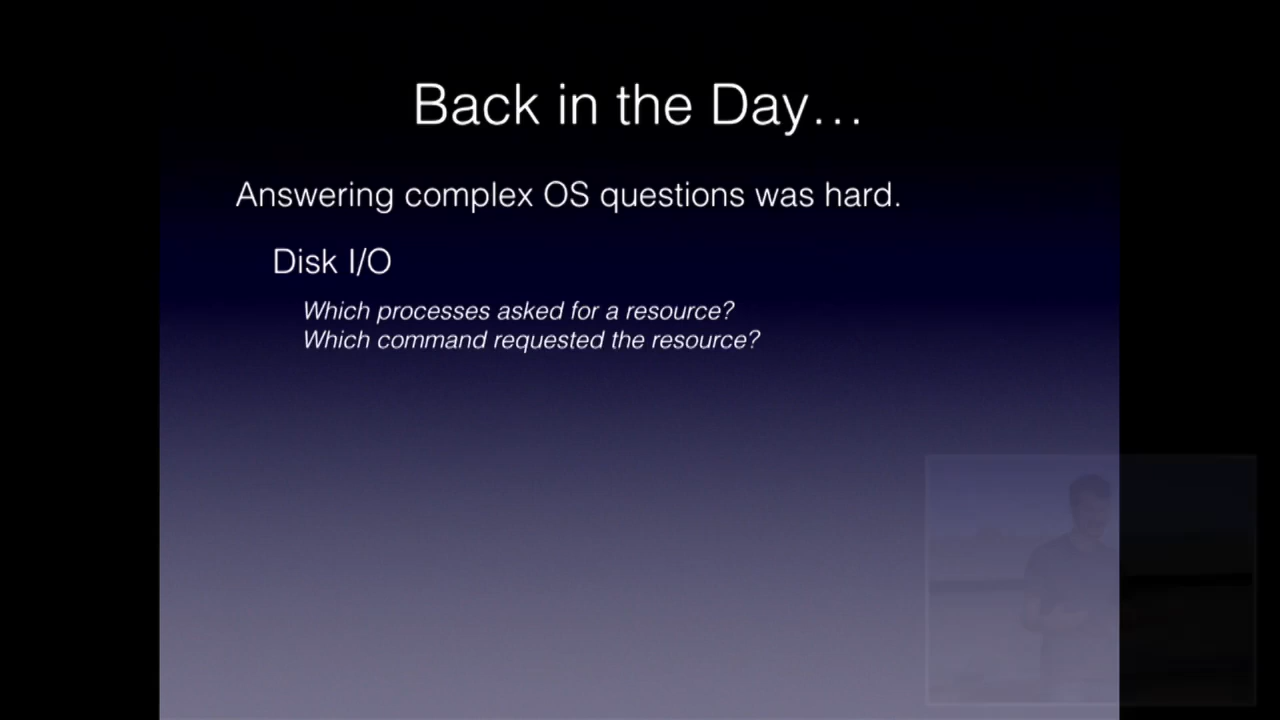 Back in the Day…
Answering complex OS questions was hard.
Disk I/O
Which processes asked for a resource?
Which command requested the resource?